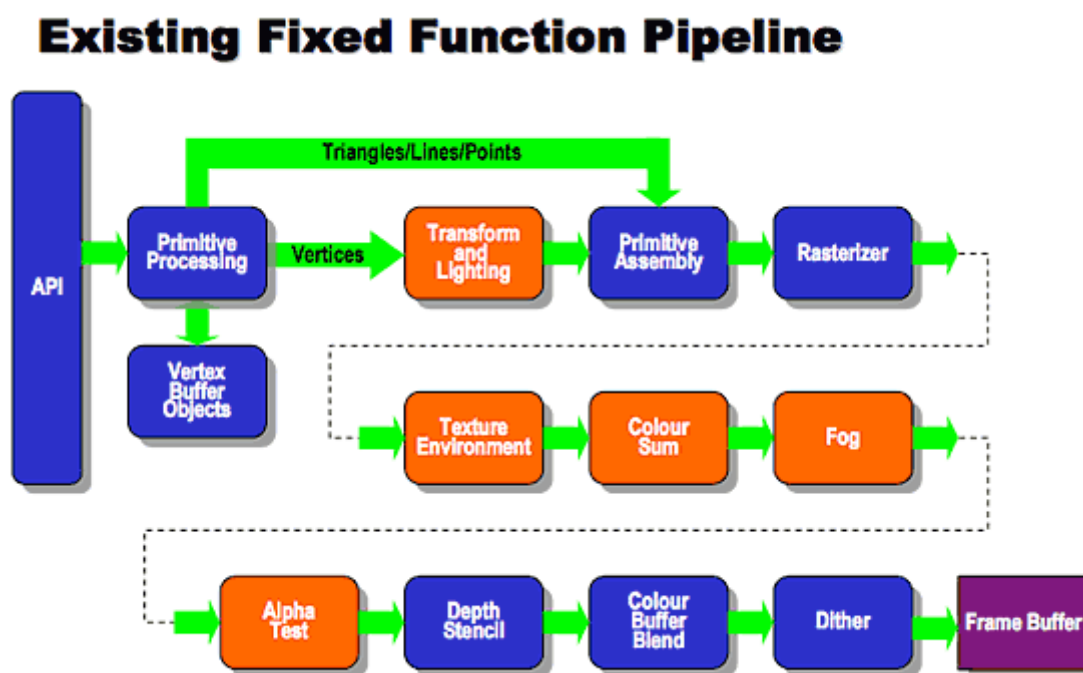 Existing Fixed Function Pipeline
Triangles/Lines/Points
API
Primitive
Processing
Vertices
Transform
and
Lighting
Primitive
Assembly
Rasterizer
Vertex
Buffer
Objects
Texture
Environment
Colour
Sum
Fog
Alpha
Test
Depth
Stencil
Colour
Buffer
Blend
Dither
Frame Buffer